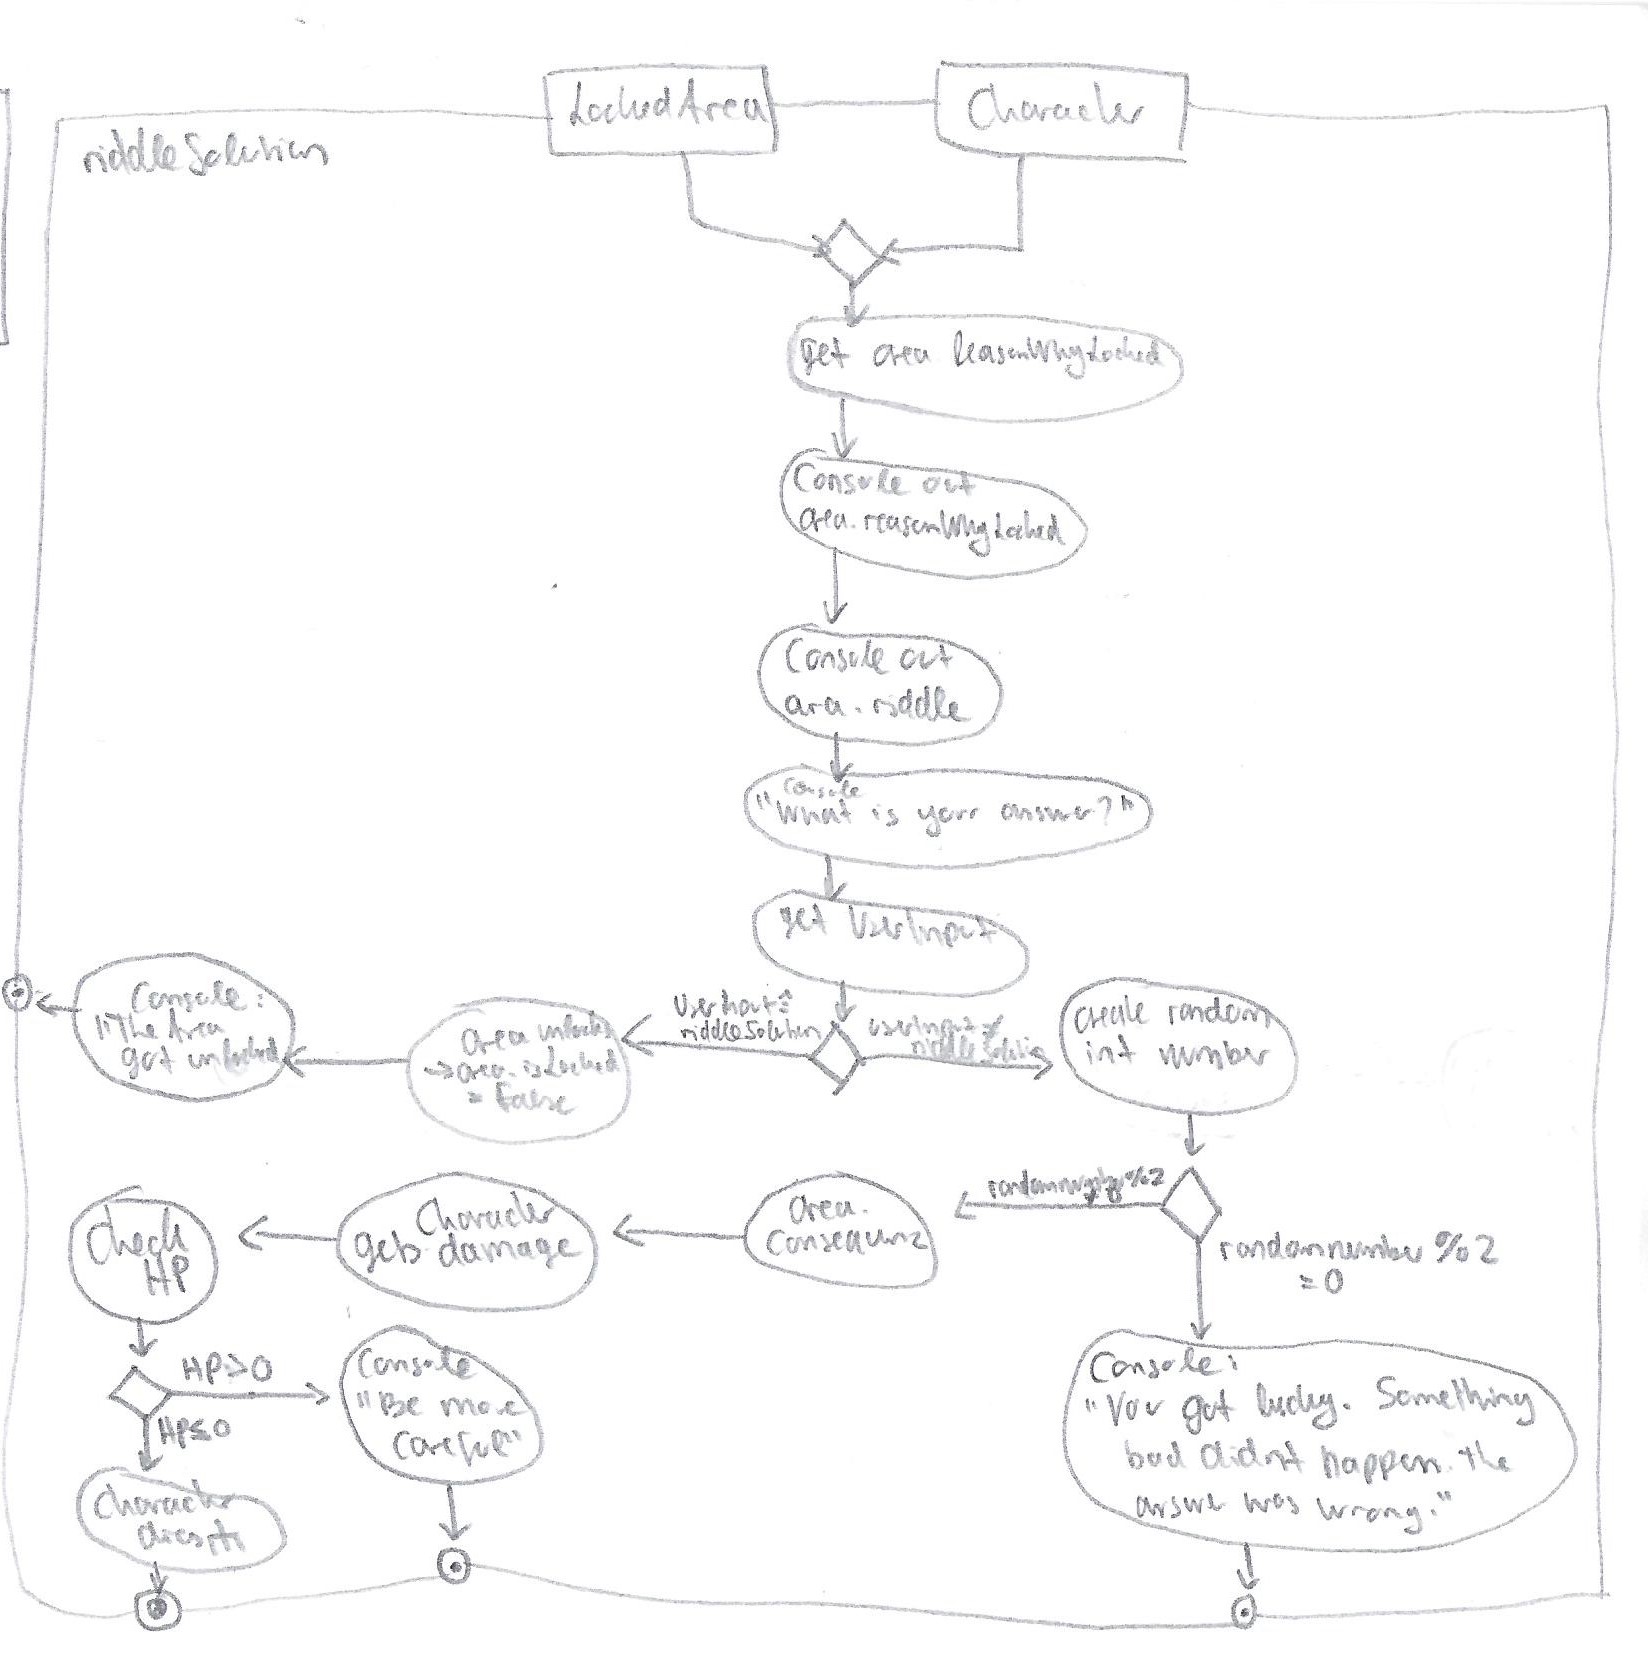 LockedArea
Character
riddleSolution
get area reasonWhyLocked
Console out
area.reasonWhyLocked
Console out
area.riddle
Console
"What is your answer?"
get UserInput
Console:
"The Area
got unlocked
area unlocks
→ area.isLocked
= False
UserInput =
riddleSolution
userInput ≠
riddleSolution
create random
int number
Check
HP
Character
gets damage
area.
Consequenz
randomnumber%2
randomnumber %2
= 0
HP>0
HP≤0
Console
"Be more
careful"
Console:
"You got lucky. Something
bad didnt happen. the
answer was wrong."
Character
dies